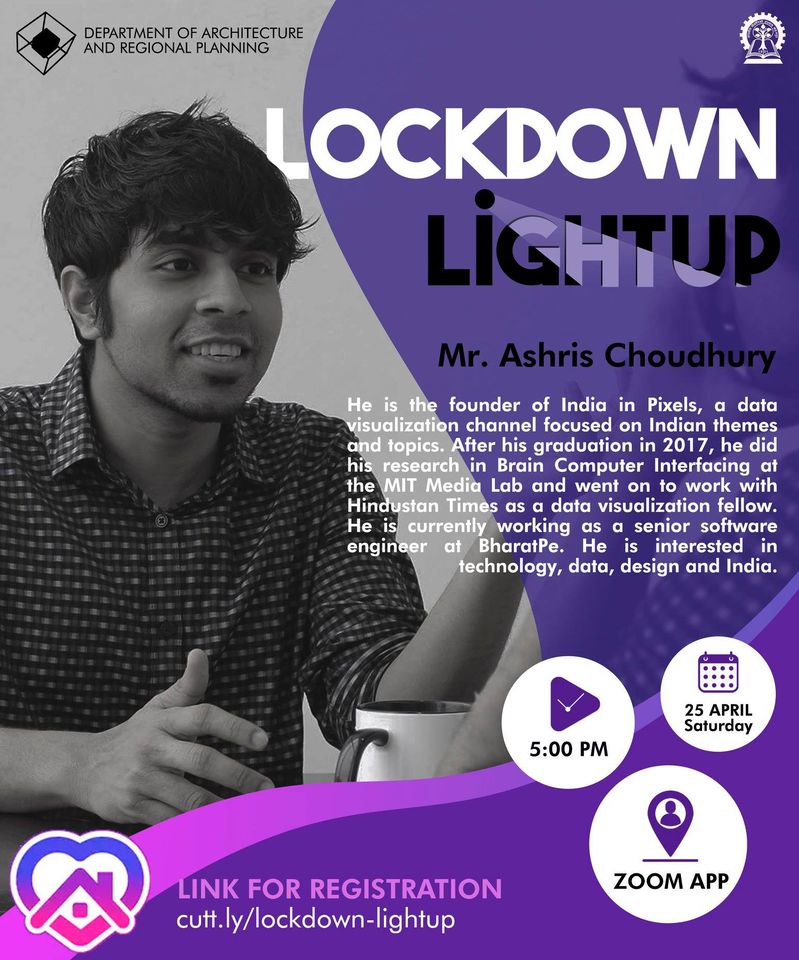 DEPARTMENT OF ARCHITECTURE
AND REGIONAL PLANNING
LOCKDOWN
LiGHTUP
Mr. Ashris Choudhury
He is the founder of India in Pixels, a data
visualization channel focused on Indian themes
and topics. After his graduation in 2017, he did
his research in Brain Computer Interfacing at
the MIT Media Lab and went on to work with
Hindustan Times as a data visualization fellow.
He is currently working as a senior software
engineer at BharatPe. He is interested in
technology, data, design and India.
5:00 PM
25 APRIL
Saturday
ZOOM APP
LINK FOR REGISTRATION
cutt.ly/lockdown-lightup